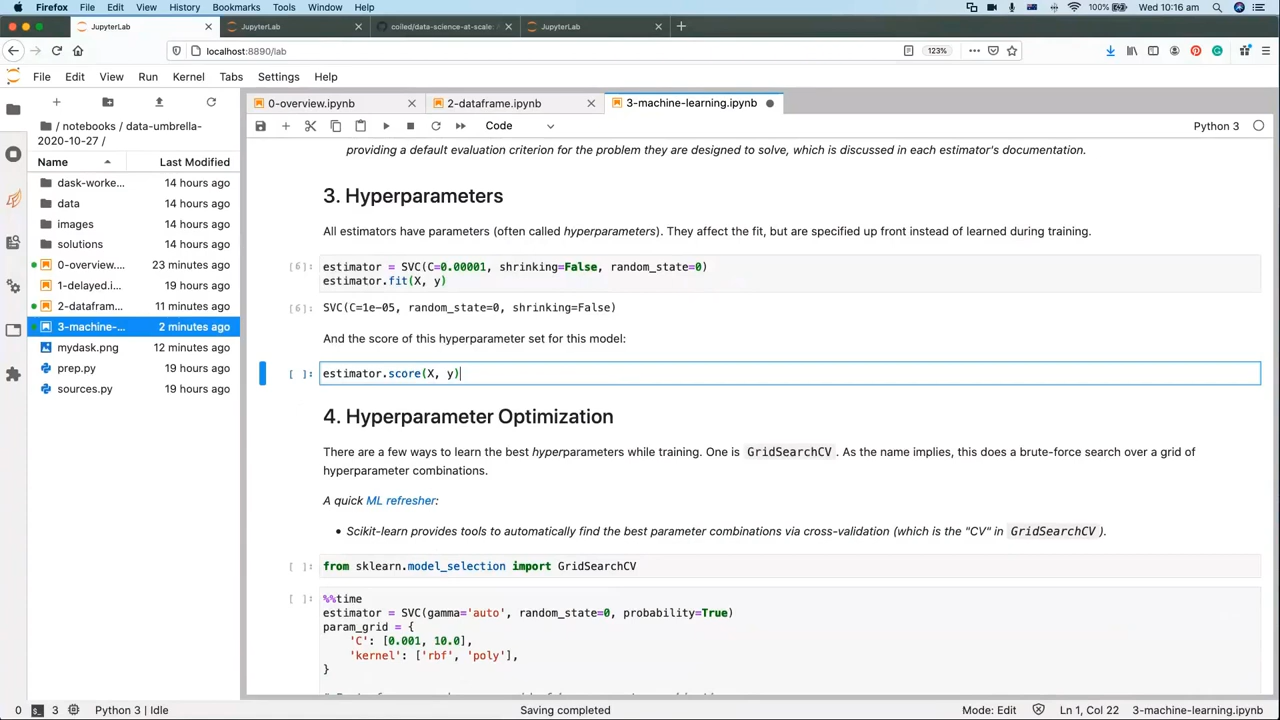 Firefox File Edit View History Bookmarks Tools Window Help 100% Wed 10:16 am
JupyterLab JupyterLab coiled/data-science-at-scale: JupyterLab
localhost:8890/lab 123%
File Edit View Run Kernel Tabs Settings Help
0-overview.ipynb 2-dataframe.ipynb 3-machine-learning.ipynb
Code Python 3
/ notebooks / data-umbrella-
2020-10-27 /
Name Last Modified
dask-worke... 14 hours ago
data 14 hours ago
images 14 hours ago
solutions 14 hours ago
0-overview.... 23 minutes ago
1-delayed.i... 19 hours ago
2-datafram... 11 minutes ago
3-machine-... 2 minutes ago
mydask.png 12 minutes ago
prep.py 19 hours ago
sources.py 19 hours ago
providing a default evaluation criterion for the problem they are designed to solve, which is discussed in each estimator's documentation.
3. Hyperparameters
All estimators have parameters (often called hyperparameters). They affect the fit, but are specified up front instead of learned during training.
[6]: estimator = SVC(C=0.00001, shrinking=False, random_state=0)
estimator.fit(X, y)
[6]: SVC(C=1e-05, random_state=0, shrinking=False)
And the score of this hyperparameter set for this model:
[ ]: estimator.score(X, y)
4. Hyperparameter Optimization
There are a few ways to learn the best hyperparameters while training. One is GridSearchCV . As the name implies, this does a brute-force search over a grid of
hyperparameter combinations.
A quick ML refresher:
• Scikit-learn provides tools to automatically find the best parameter combinations via cross-validation (which is the "CV" in GridSearchCV ).
[ ]: from sklearn.model_selection import GridSearchCV
[ ]: %%time
estimator = SVC(gamma='auto', random_state=0, probability=True)
param_grid = {
'C': [0.001, 10.0],
'kernel': ['rbf', 'poly'],
}
0 3 Python 3 | Idle Saving completed Mode: Edit Ln 1, Col 22 3-machine-learning.ipynb